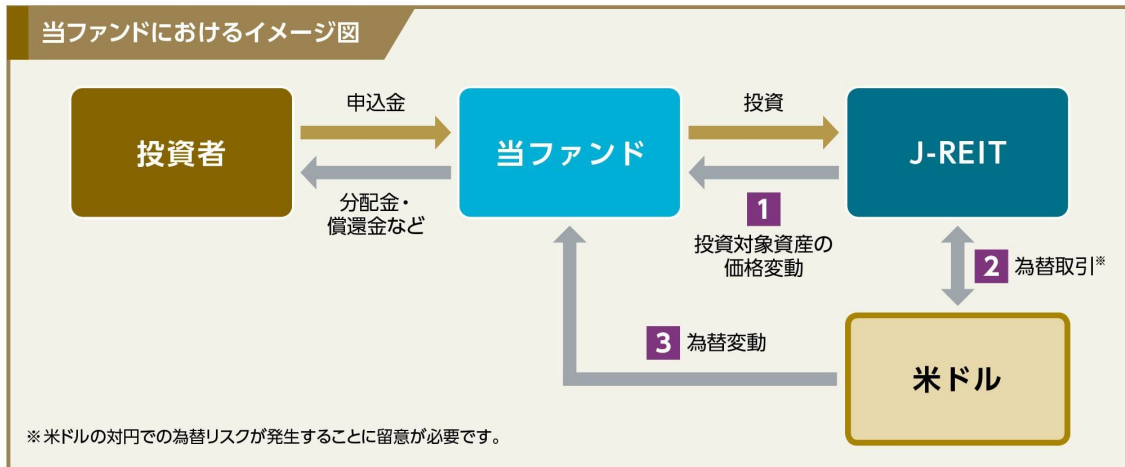 当ファンドにおけるイメージ図
投資者
申込金
分配金・
償還金など
当ファンド
投資
1
投資対象資産の
価格変動
J-REIT
2 為替取引※
3 為替変動
米ドル
※米ドルの対円での為替リスクが発生することに留意が必要です。